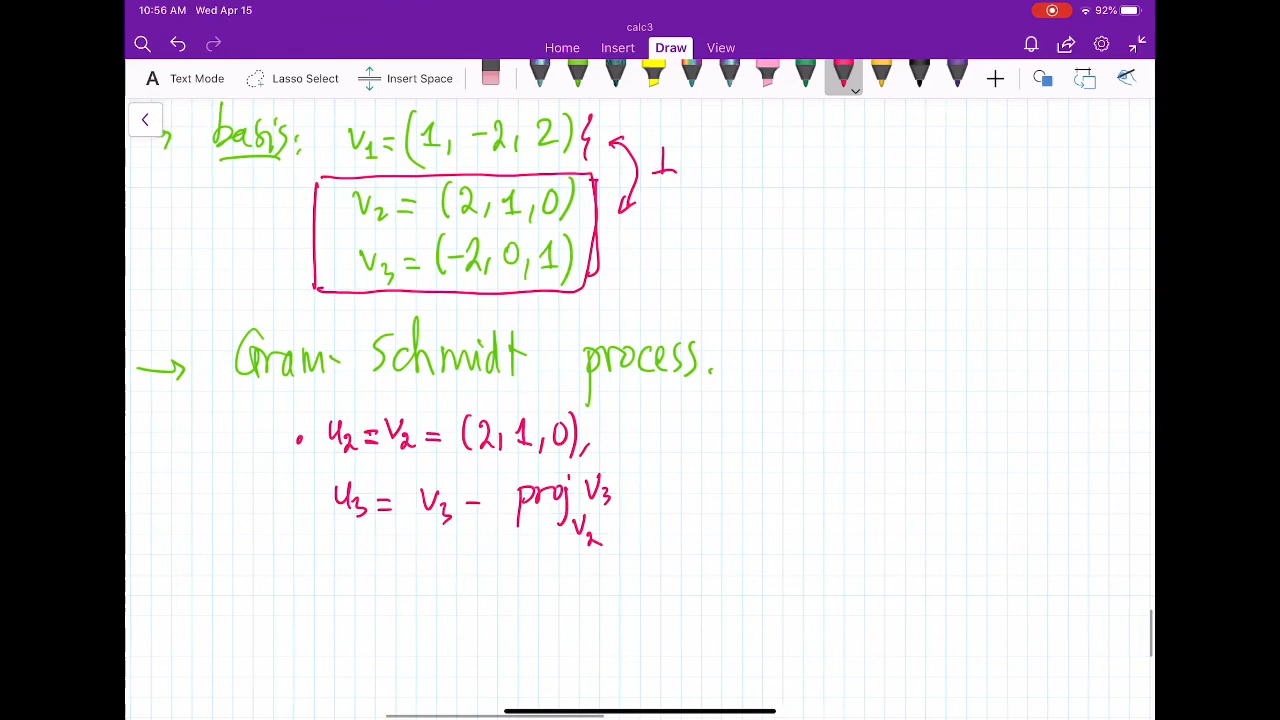 10:56 AM Wed Apr 15
92%
calc3
Home Insert Draw View
A Text Mode Lasso Select Insert Space
basis: v₁ = (1, -2, 2)
⊥
v₂ = (2, 1, 0)
v₃ = (-2, 0, 1)
→ Gram-Schmidt process.
• u₂ = v₂ = (2, 1, 0),
u₃ = v₃ - proj_v₂ v₃